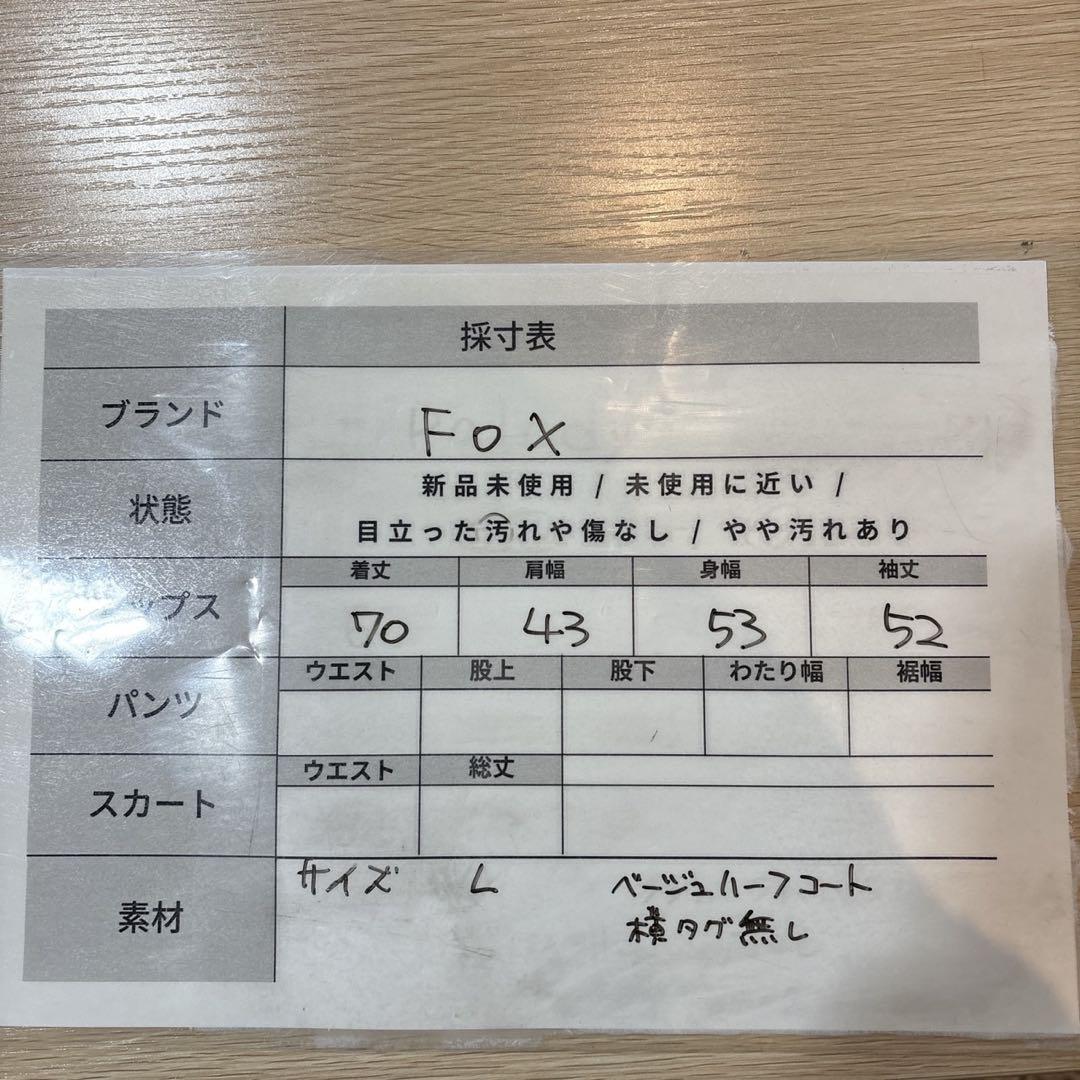 採寸表
ブランド FOX
状態 新品未使用 / 未使用に近い /
目立った汚れや傷なし / やや汚れあり
着丈 肩幅 身幅 袖丈
ップス 70 43 53 52
ウエスト 股上 股下 わたり幅 裾幅
パンツ
ウエスト 総丈
スカート
サイズ L ベージュハーフコート
横タグ無し
素材